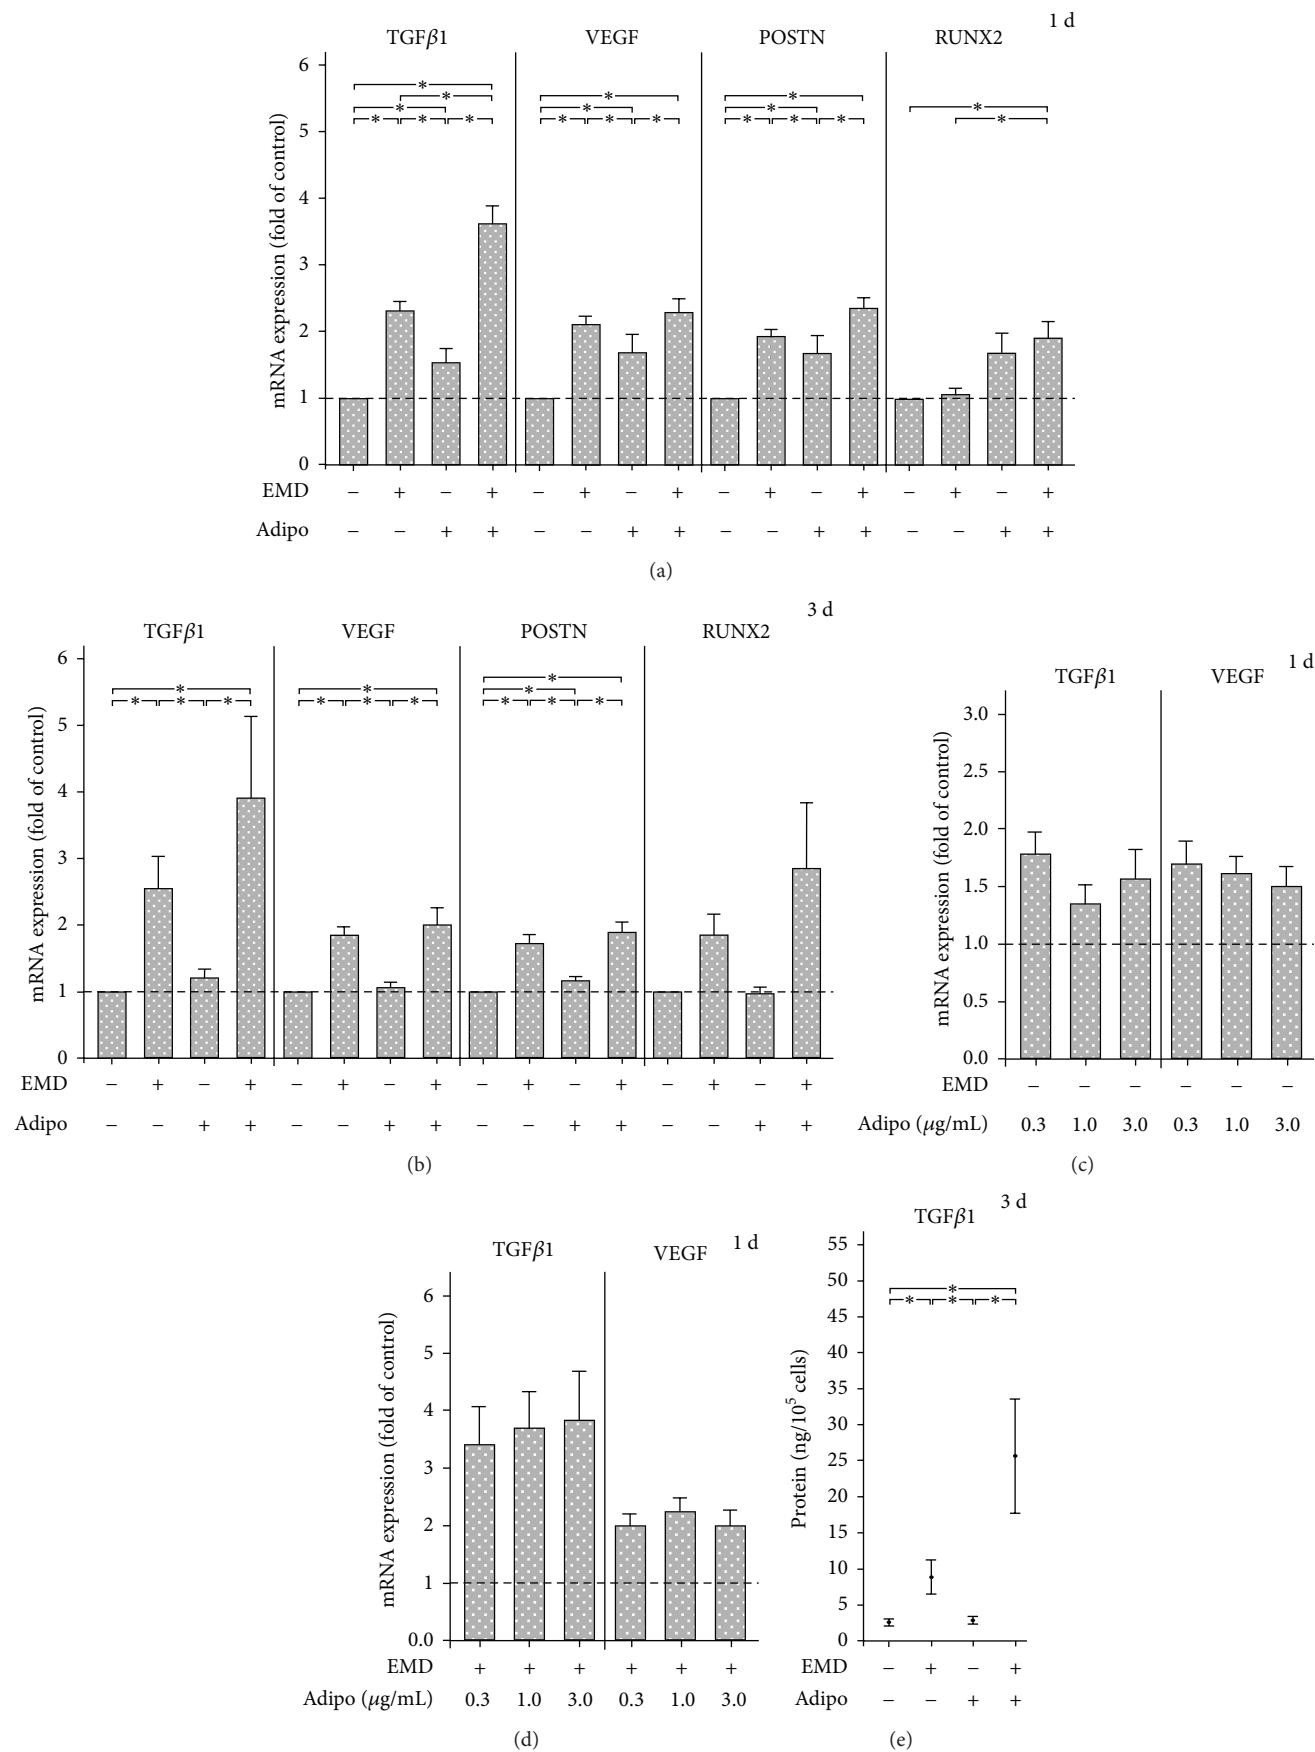 1 d
TGFβ1 VEGF POSTN RUNX2
mRNA expression (fold of control)
6
5
4
3
2
1
0
* * * * * *
* * * * *
* * * * *
* *
EMD − + − + − + − + − + − + − + − +
Adipo − − + + − − + + − − + + − − + +
(a)
3 d
TGFβ1 VEGF POSTN RUNX2
mRNA expression (fold of control)
6
5
4
3
2
1
0
* * * *
* * * *
* * * * *
EMD − + − + − + − + − + − + − + − +
Adipo − − + + − − + + − − + + − − + +
(b)
1 d
TGFβ1 VEGF
mRNA expression (fold of control)
3.0
2.5
2.0
1.5
1.0
0.5
0.0
EMD − − − − − −
Adipo (μg/mL) 0.3 1.0 3.0 0.3 1.0 3.0
(c)
TGFβ1 VEGF 1 d
mRNA expression (fold of control)
6
5
4
3
2
1
0.0
EMD + + + + + +
Adipo (μg/mL) 0.3 1.0 3.0 0.3 1.0 3.0
(d)
TGFβ1 3 d
Protein (ng/10⁵ cells)
55
50
45
40
35
30
25
20
15
10
5
0
*
* * *
EMD − + − +
Adipo − − + +
(e)